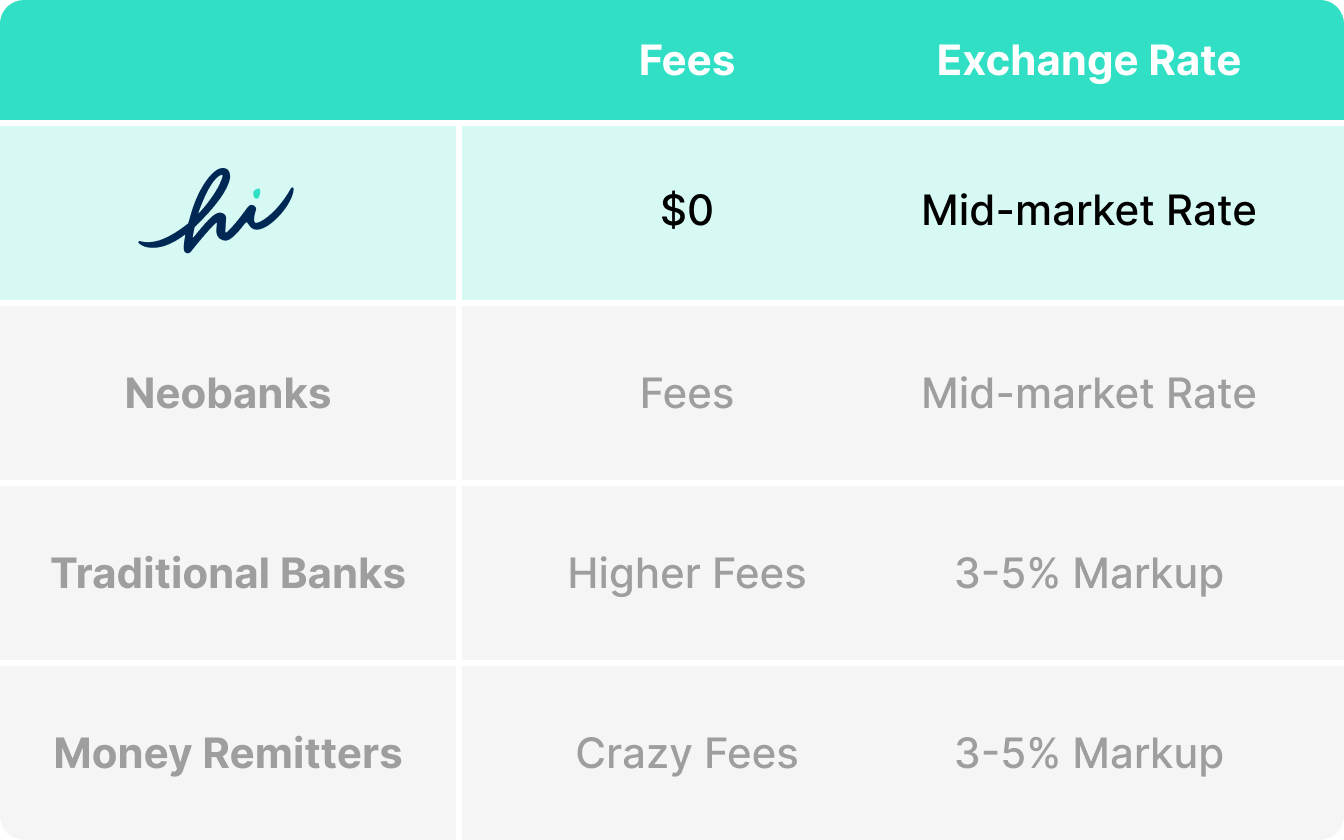 Fees Exchange Rate
hi $0 Mid-market Rate
Neobanks Fees Mid-market Rate
Traditional Banks Higher Fees 3-5% Markup
Money Remitters Crazy Fees 3-5% Markup